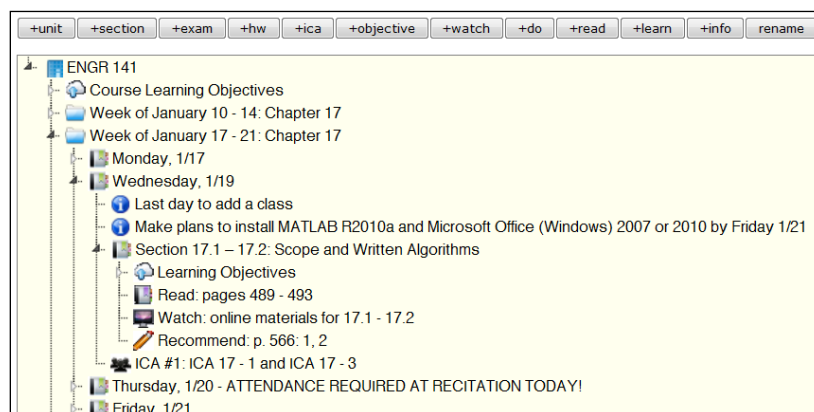 +unit +section +exam +hw +ica +objective +watch +do +read +learn +info rename
ENGR 141
Course Learning Objectives
Week of January 10 - 14: Chapter 17
Week of January 17 - 21: Chapter 17
Monday, 1/17
Wednesday, 1/19
Last day to add a class
Make plans to install MATLAB R2010a and Microsoft Office (Windows) 2007 or 2010 by Friday 1/21
Section 17.1 – 17.2: Scope and Written Algorithms
Learning Objectives
Read: pages 489 - 493
Watch: online materials for 17.1 - 17.2
Recommend: p. 566: 1, 2
ICA #1: ICA 17 - 1 and ICA 17 - 3
Thursday, 1/20 - ATTENDANCE REQUIRED AT RECITATION TODAY!
Friday, 1/21